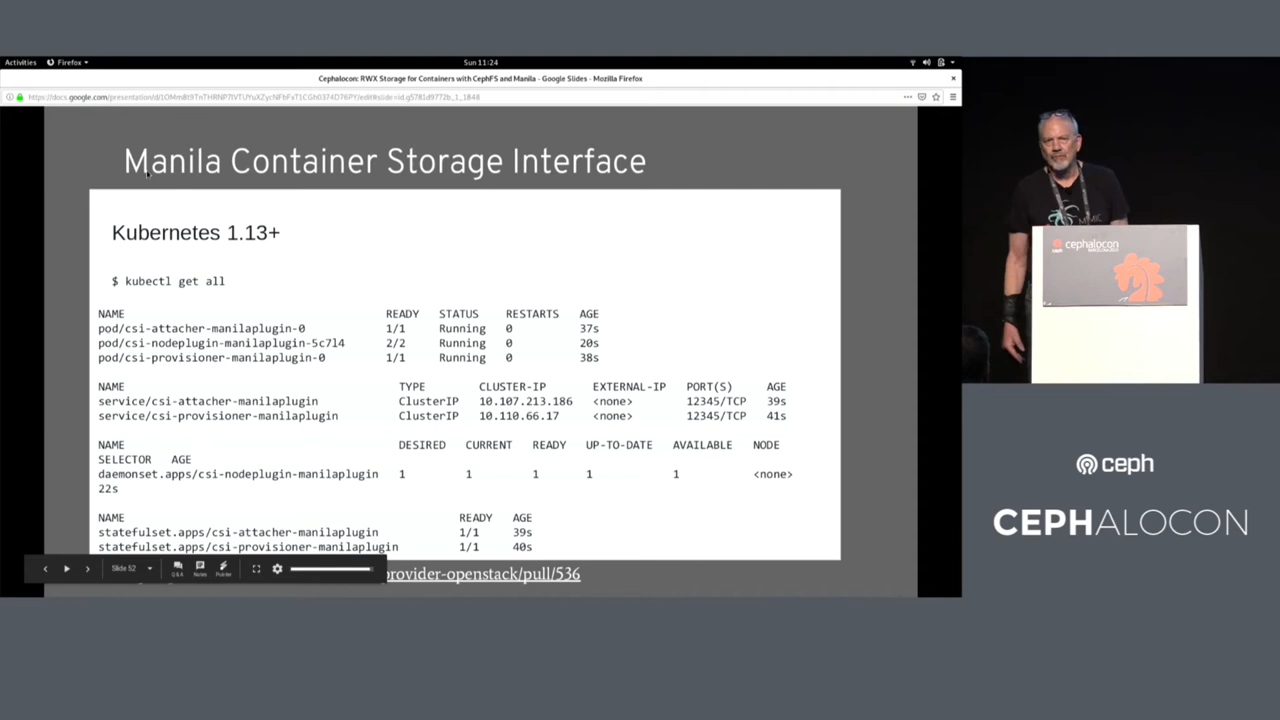 Activities Firefox Sun 11:24
Cephalocon: RWX Storage for Containers with CephFS and Manila - Google Slides - Mozilla Firefox
Manila Container Storage Interface
Kubernetes 1.13+
$ kubectl get all
NAME READY STATUS RESTARTS AGE
pod/csi-attacher-manilaplugin-0 1/1 Running 0 37s
pod/csi-nodeplugin-manilaplugin-5c7l4 2/2 Running 0 20s
pod/csi-provisioner-manilaplugin-0 1/1 Running 0 38s
NAME TYPE CLUSTER-IP EXTERNAL-IP PORT(S) AGE
service/csi-attacher-manilaplugin ClusterIP 10.107.213.186 <none> 12345/TCP 39s
service/csi-provisioner-manilaplugin ClusterIP 10.110.66.17 <none> 12345/TCP 41s
NAME DESIRED CURRENT READY UP-TO-DATE AVAILABLE NODE
SELECTOR AGE
daemonset.apps/csi-nodeplugin-manilaplugin 1 1 1 1 1 <none>
22s
NAME READY AGE
statefulset.apps/csi-attacher-manilaplugin 1/1 39s
statefulset.apps/csi-provisioner-manilaplugin 1/1 40s
provider-openstack/pull/536
Slide 52 Q&A Notes Pointer
MIMIC
cephalocon
ceph
CEPHALOCON